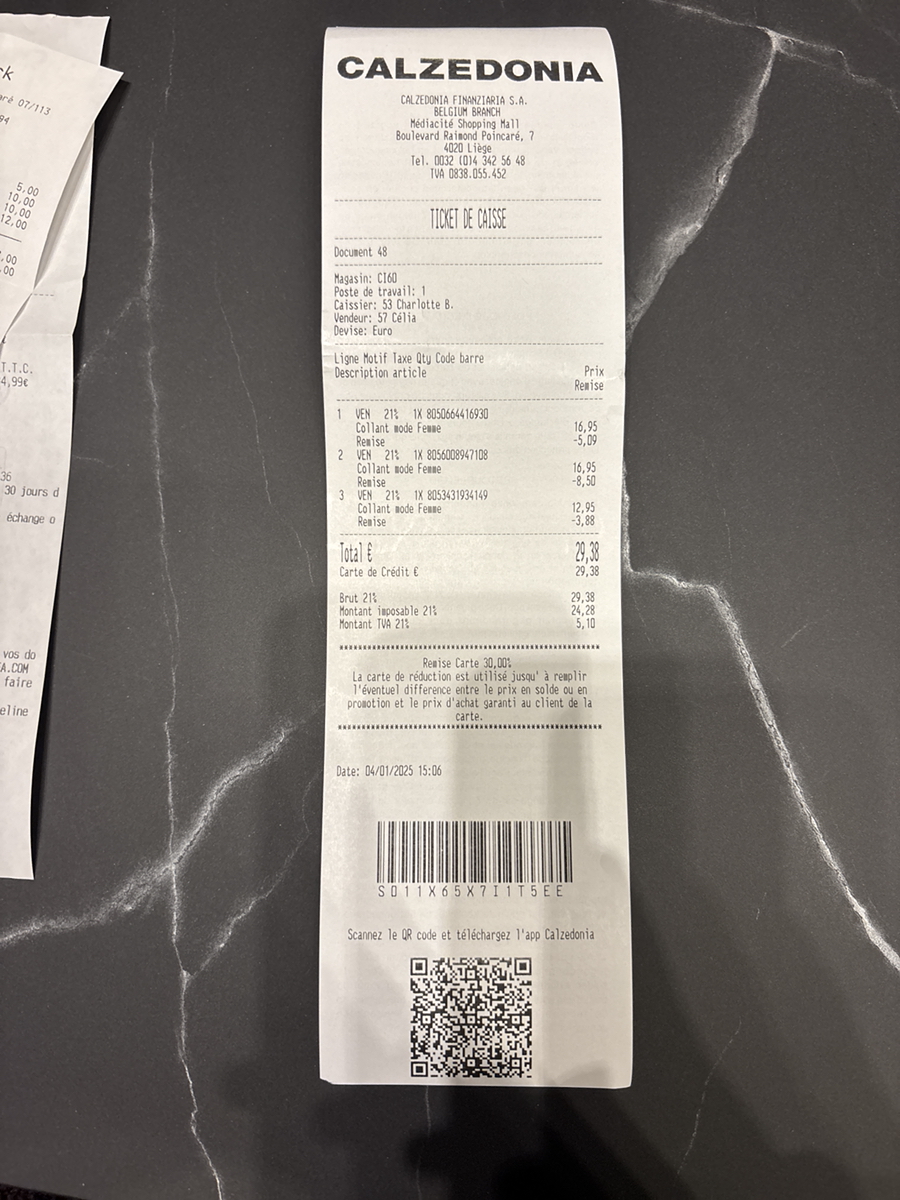 ck
aré 07/113
94
5,00
10,00
10,00
12,00
,00
,00
T.T.C.
4,99€
36
30 jours d
échange o
vos do
A.COM
faire
eline
CALZEDONIA
CALZEDONIA FINANZIARIA S.A.
BELGIUM BRANCH
Médiacité Shopping Mall
Boulevard Raimond Poincaré, 7
4020 Liège
Tel. 0032 (0)4 342 56 48
TVA 0838.055.452
TICKET DE CAISSE
Document 48
Magasin: CI60
Poste de travail: 1
Caissier: 53 Charlotte B.
Vendeur: 57 Célia
Devise: Euro
Ligne Motif Taxe Qty Code barre
Description article Prix
Remise
1 VEN 21% 1X 8050664416930
Collant mode Femme 16,95
Remise -5,09
2 VEN 21% 1X 8056008947108
Collant mode Femme 16,95
Remise -8,50
3 VEN 21% 1X 8053431934149
Collant mode Femme 12,95
Remise -3,88
Total € 29,38
Carte de Crédit € 29,38
Brut 21% 29,38
Montant imposable 21% 24,28
Montant TVA 21% 5,10
Remise Carte 30,00%
La carte de réduction est utilisé jusqu' à remplir
l'éventuel difference entre le prix en solde ou en
promotion et le prix d'achat garanti au client de la
carte.
Date: 04/01/2025 15:06
S011X65X7I1T5EE
Scannez le QR code et téléchargez l'app Calzedonia